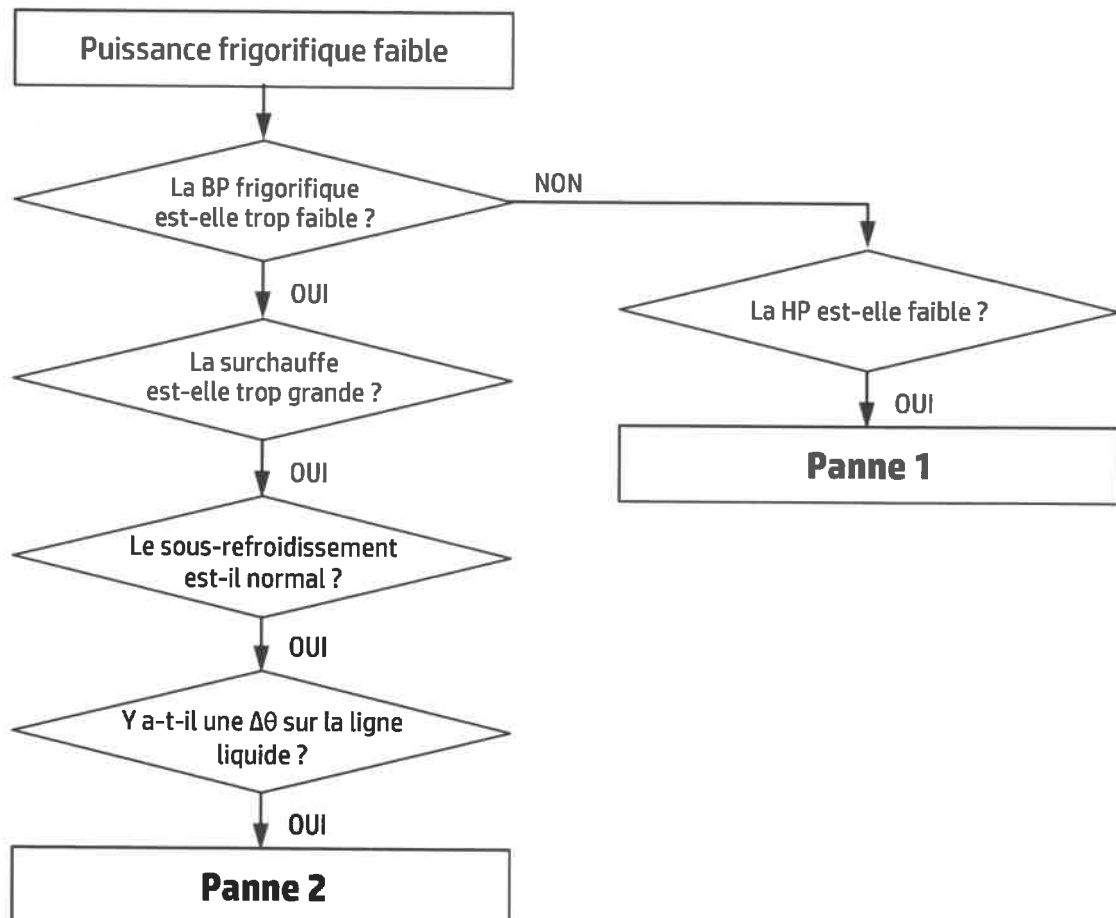 Puissance frigorifique faible
La BP frigorifique
est-elle trop faible ?
NON
OUI
La HP est-elle faible ?
OUI
Panne 1
La surchauffe
est-elle trop grande ?
OUI
Le sous-refroidissement
est-il normal ?
OUI
Y a-t-il une Δθ sur la ligne
liquide ?
OUI
Panne 2